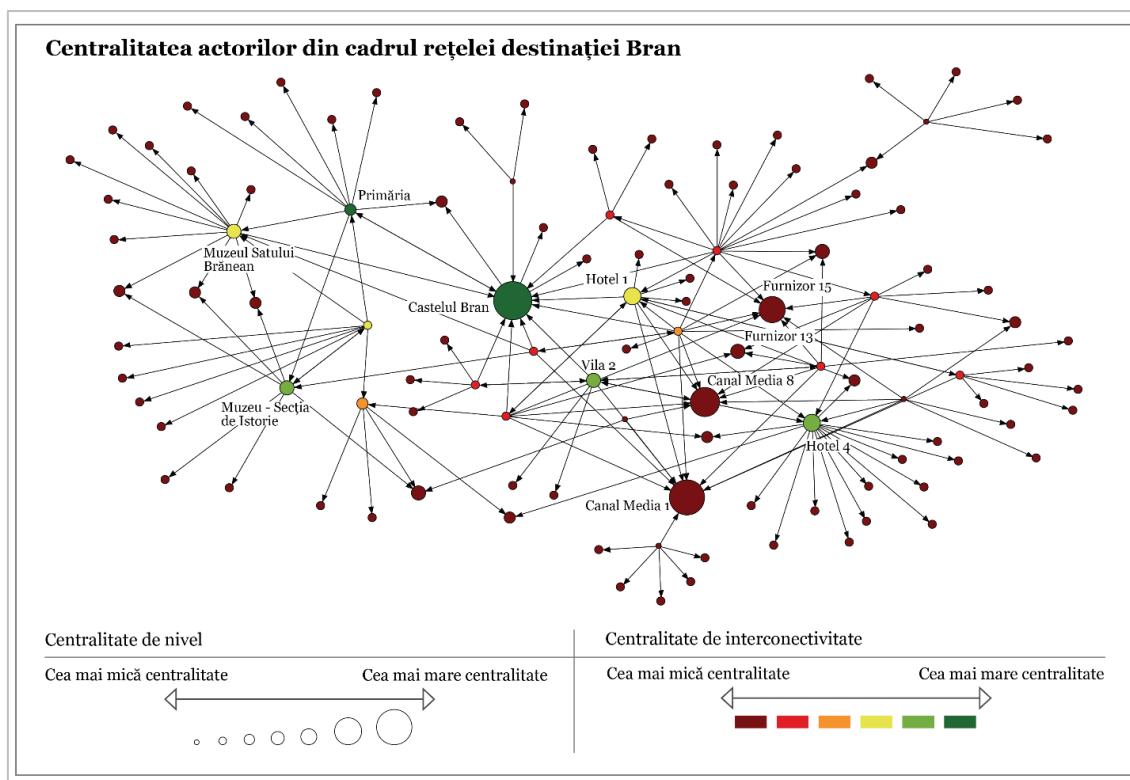 Centralitatea actorilor din cadrul rețelei destinației Bran
Primăria
Muzeul Satului
Brănean
Castelul Bran
Hotel 1
Furnizor 15
Furnizor 13
Vila 2
Canal Media 8
Muzeu - Secția
de Istorie
Hotel 4
Canal Media 1
Centralitate de nivel
Cea mai mică centralitate
Cea mai mare centralitate
Centralitate de interconectivitate
Cea mai mică centralitate
Cea mai mare centralitate